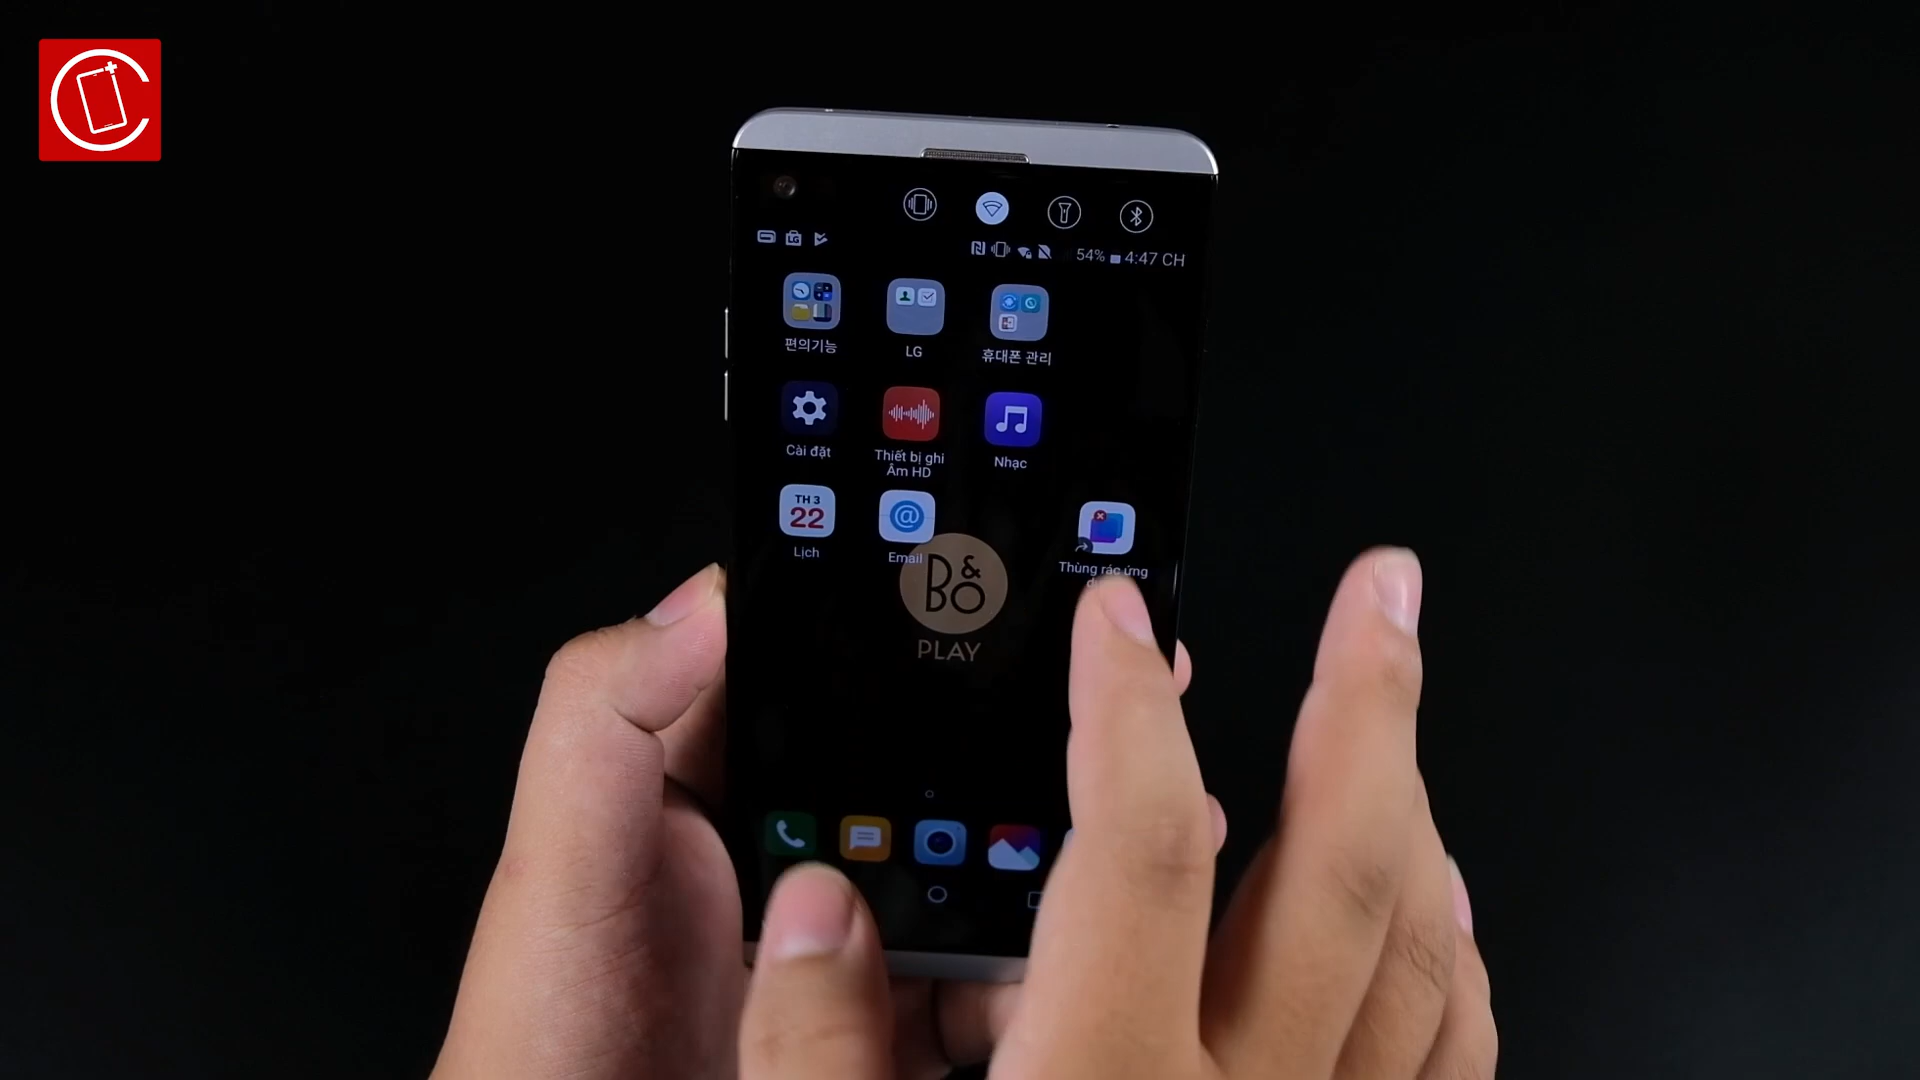 54% 4:47 CH
편의기능
LG
휴대폰 관리
Cài đặt
Thiết bị ghi
Âm HD
Nhạc
TH 3
22
Lịch
Email
Thùng rác ứng
B&O
PLAY